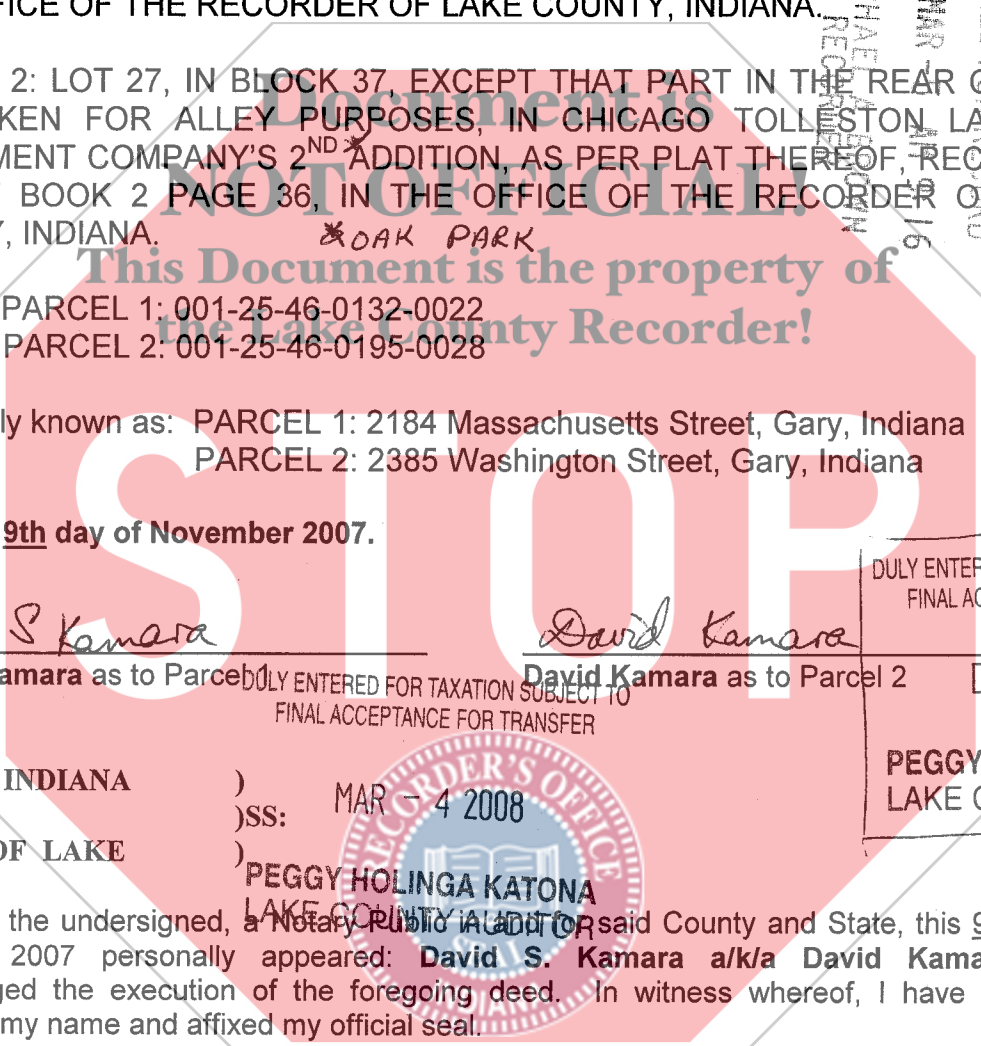 FICE OF THE RECORDER OF LAKE COUNTY, INDIANA.
2: LOT 27, IN BLOCK 37, EXCEPT THAT PART IN THE REAR
KEN FOR ALLEY PURPOSES, IN CHICAGO TOLLESTON LA
MENT COMPANY'S 2ND * ADDITION, AS PER PLAT THEREOF, REC
BOOK 2 PAGE 36, IN THE OFFICE OF THE RECORDER O
, INDIANA. * OAK PARK
Document is
NOT OFFICIAL!
This Document is the property of
the Lake County Recorder!
PARCEL 1: 001-25-46-0132-0022
PARCEL 2: 001-25-46-0195-0028
ly known as: PARCEL 1: 2184 Massachusetts Street, Gary, Indiana
PARCEL 2: 2385 Washington Street, Gary, Indiana
STOP
9th day of November 2007.
S Kamara David Kamara
amara as to Parcel David Kamara as to Parcel 2
DULY ENTERED FOR TAXATION SUBJECT TO
FINAL ACCEPTANCE FOR TRANSFER
DULY ENTER
FINAL AC
MAR - 4 2008
PEGGY HOLINGA KATONA
LAKE COUNTY AUDITOR
PEGGY
LAKE
INDIANA )
)SS:
OF LAKE )
RECORDER'S OFFICE
SEAL
INDIANA
the undersigned, a Notary Public in and for said County and State, this 9
2007 personally appeared: David S. Kamara a/k/a David Kama
ged the execution of the foregoing deed. In witness whereof, I have
my name and affixed my official seal.